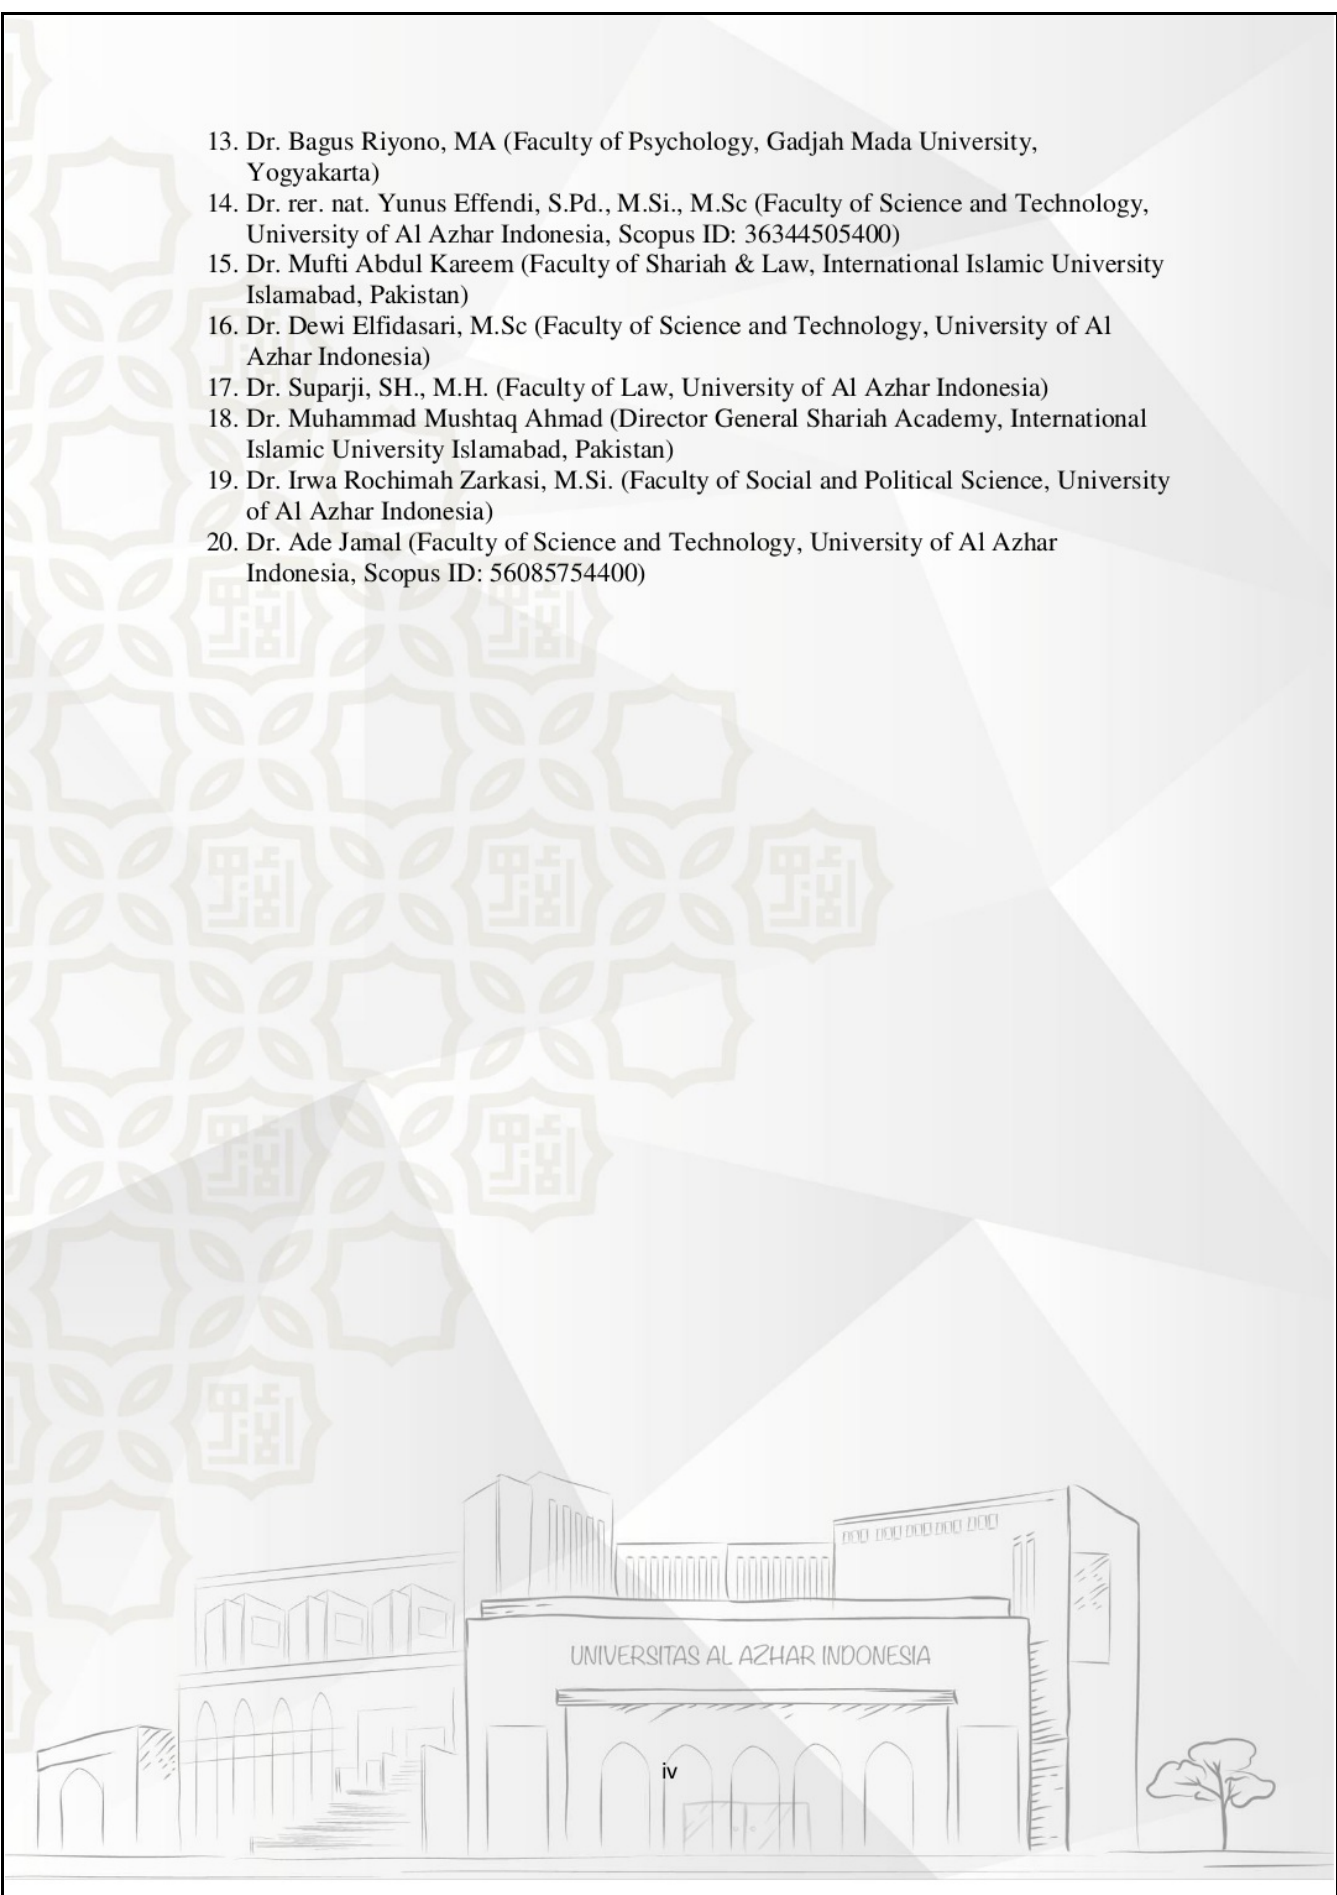 13. Dr. Bagus Riyono, MA (Faculty of Psychology, Gadjah Mada University,
Yogyakarta)
14. Dr. rer. nat. Yunus Effendi, S.Pd., M.Si., M.Sc (Faculty of Science and Technology,
University of Al Azhar Indonesia, Scopus ID: 36344505400)
15. Dr. Mufti Abdul Kareem (Faculty of Shariah & Law, International Islamic University
Islamabad, Pakistan)
16. Dr. Dewi Elfidasari, M.Sc (Faculty of Science and Technology, University of Al
Azhar Indonesia)
17. Dr. Suparji, SH., M.H. (Faculty of Law, University of Al Azhar Indonesia)
18. Dr. Muhammad Mushtaq Ahmad (Director General Shariah Academy, International
Islamic University Islamabad, Pakistan)
19. Dr. Irwa Rochimah Zarkasi, M.Si. (Faculty of Social and Political Science, University
of Al Azhar Indonesia)
20. Dr. Ade Jamal (Faculty of Science and Technology, University of Al Azhar
Indonesia, Scopus ID: 56085754400)
UNIVERSITAS AL AZHAR INDONESIA
iv